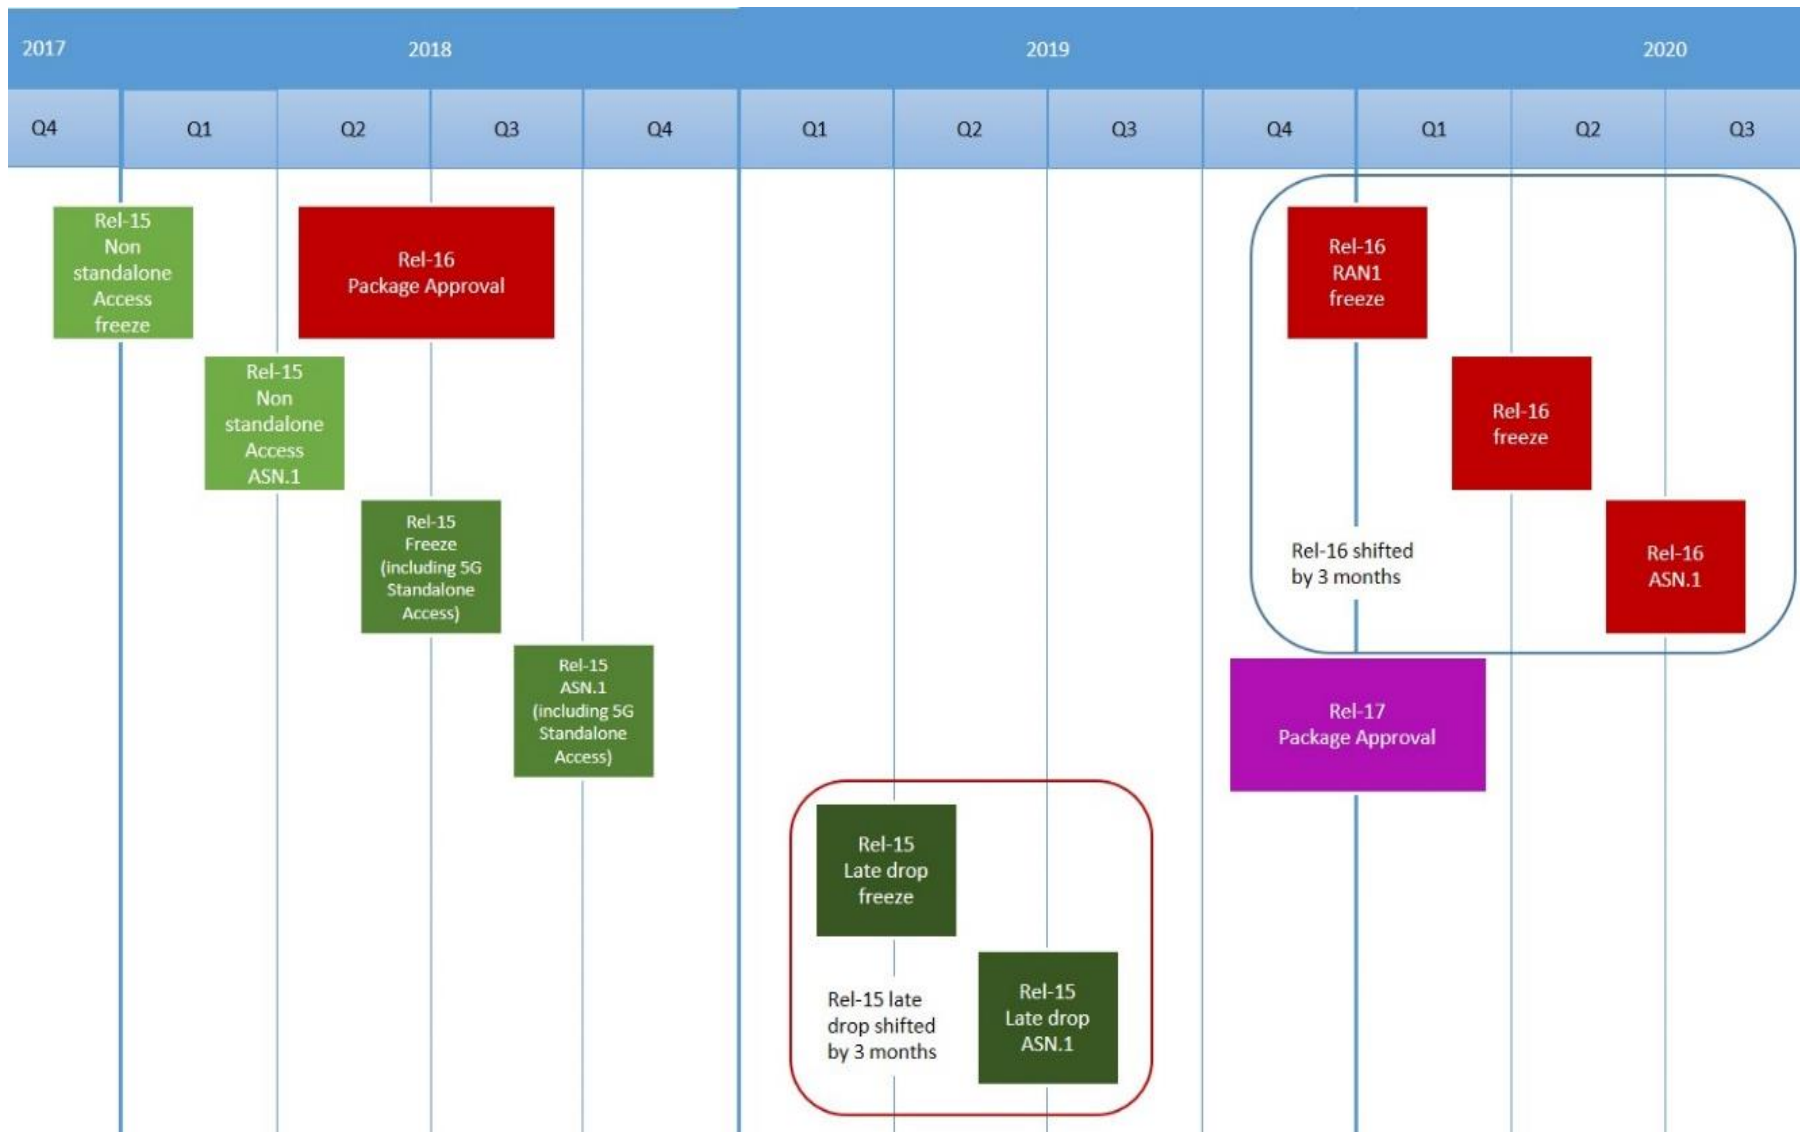 2017
2018
2019
2020
Q4
Q1
Q2
Q3
Q4
Q1
Q2
Q3
Q4
Q1
Q2
Q3
Rel-15
Non
standalone
Access
freeze
Rel-16
Package Approval
Rel-16
RAN1
freeze
Rel-15
Non
standalone
Access
ASN.1
Rel-16
freeze
Rel-15
Freeze
(including 5G
Standalone
Access)
Rel-16 shifted
by 3 months
Rel-16
ASN.1
Rel-15
ASN.1
(including 5G
Standalone
Access)
Rel-17
Package Approval
Rel-15
Late drop
freeze
Rel-15 late
drop shifted
by 3 months
Rel-15
Late drop
ASN.1